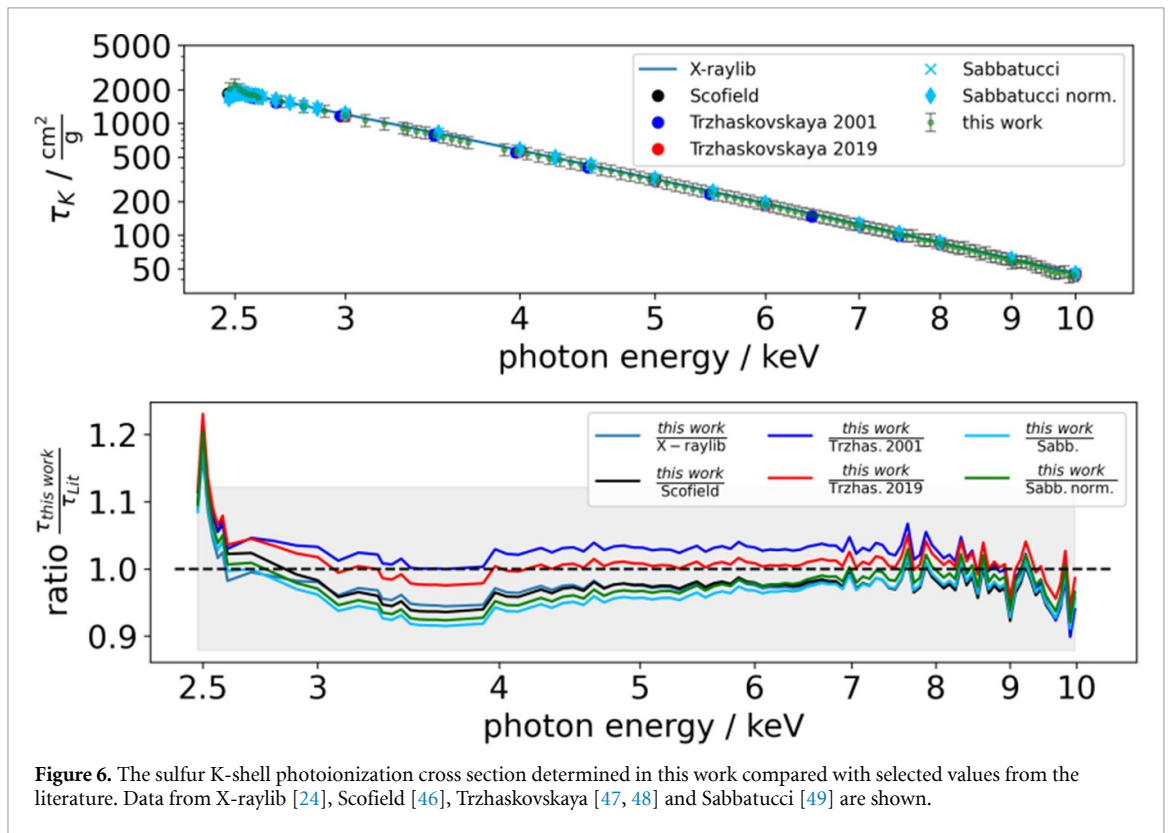 5000
2000
1000
500
200
100
50
τK / cm²/g
X-raylib
Scofield
Trzhaskovskaya 2001
Trzhaskovskaya 2019
Sabbatucci
Sabbatucci norm.
this work
2.5 3 4 5 6 7 8 9 10
photon energy / keV
1.2
1.1
1.0
0.9
ratio τthis work/τLit
this work/X − raylib
this work/Scofield
this work/Trzhas. 2001
this work/Trzhas. 2019
this work/Sabb.
this work/Sabb. norm.
2.5 3 4 5 6 7 8 9 10
photon energy / keV
Figure 6. The sulfur K-shell photoionization cross section determined in this work compared with selected values from the
literature. Data from X-raylib [24], Scofield [46], Trzhaskovskaya [47, 48] and Sabbatucci [49] are shown.